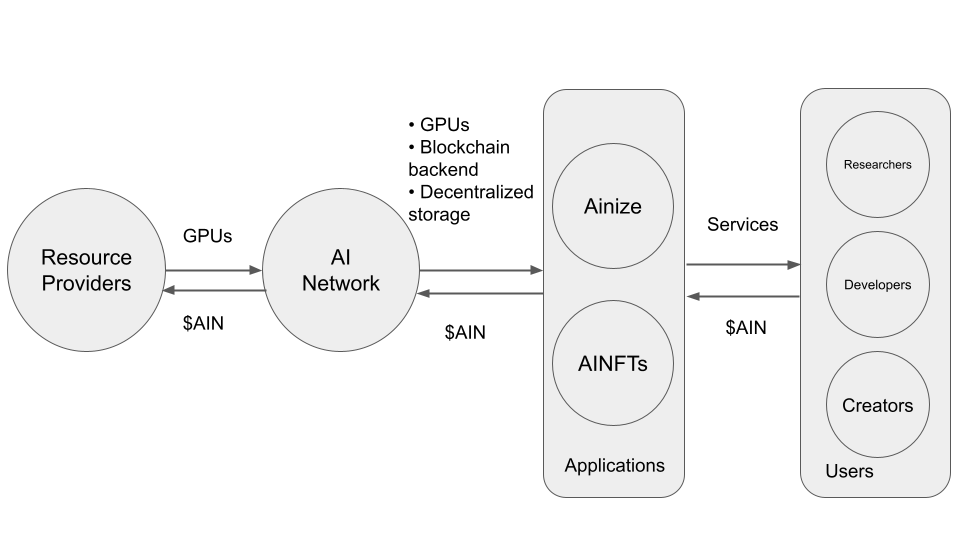 Resource
Providers
GPUs
$AIN
AI
Network
• GPUs
• Blockchain
backend
• Decentralized
storage
$AIN
Ainize
AINFTs
Applications
Services
$AIN
Researchers
Developers
Creators
Users